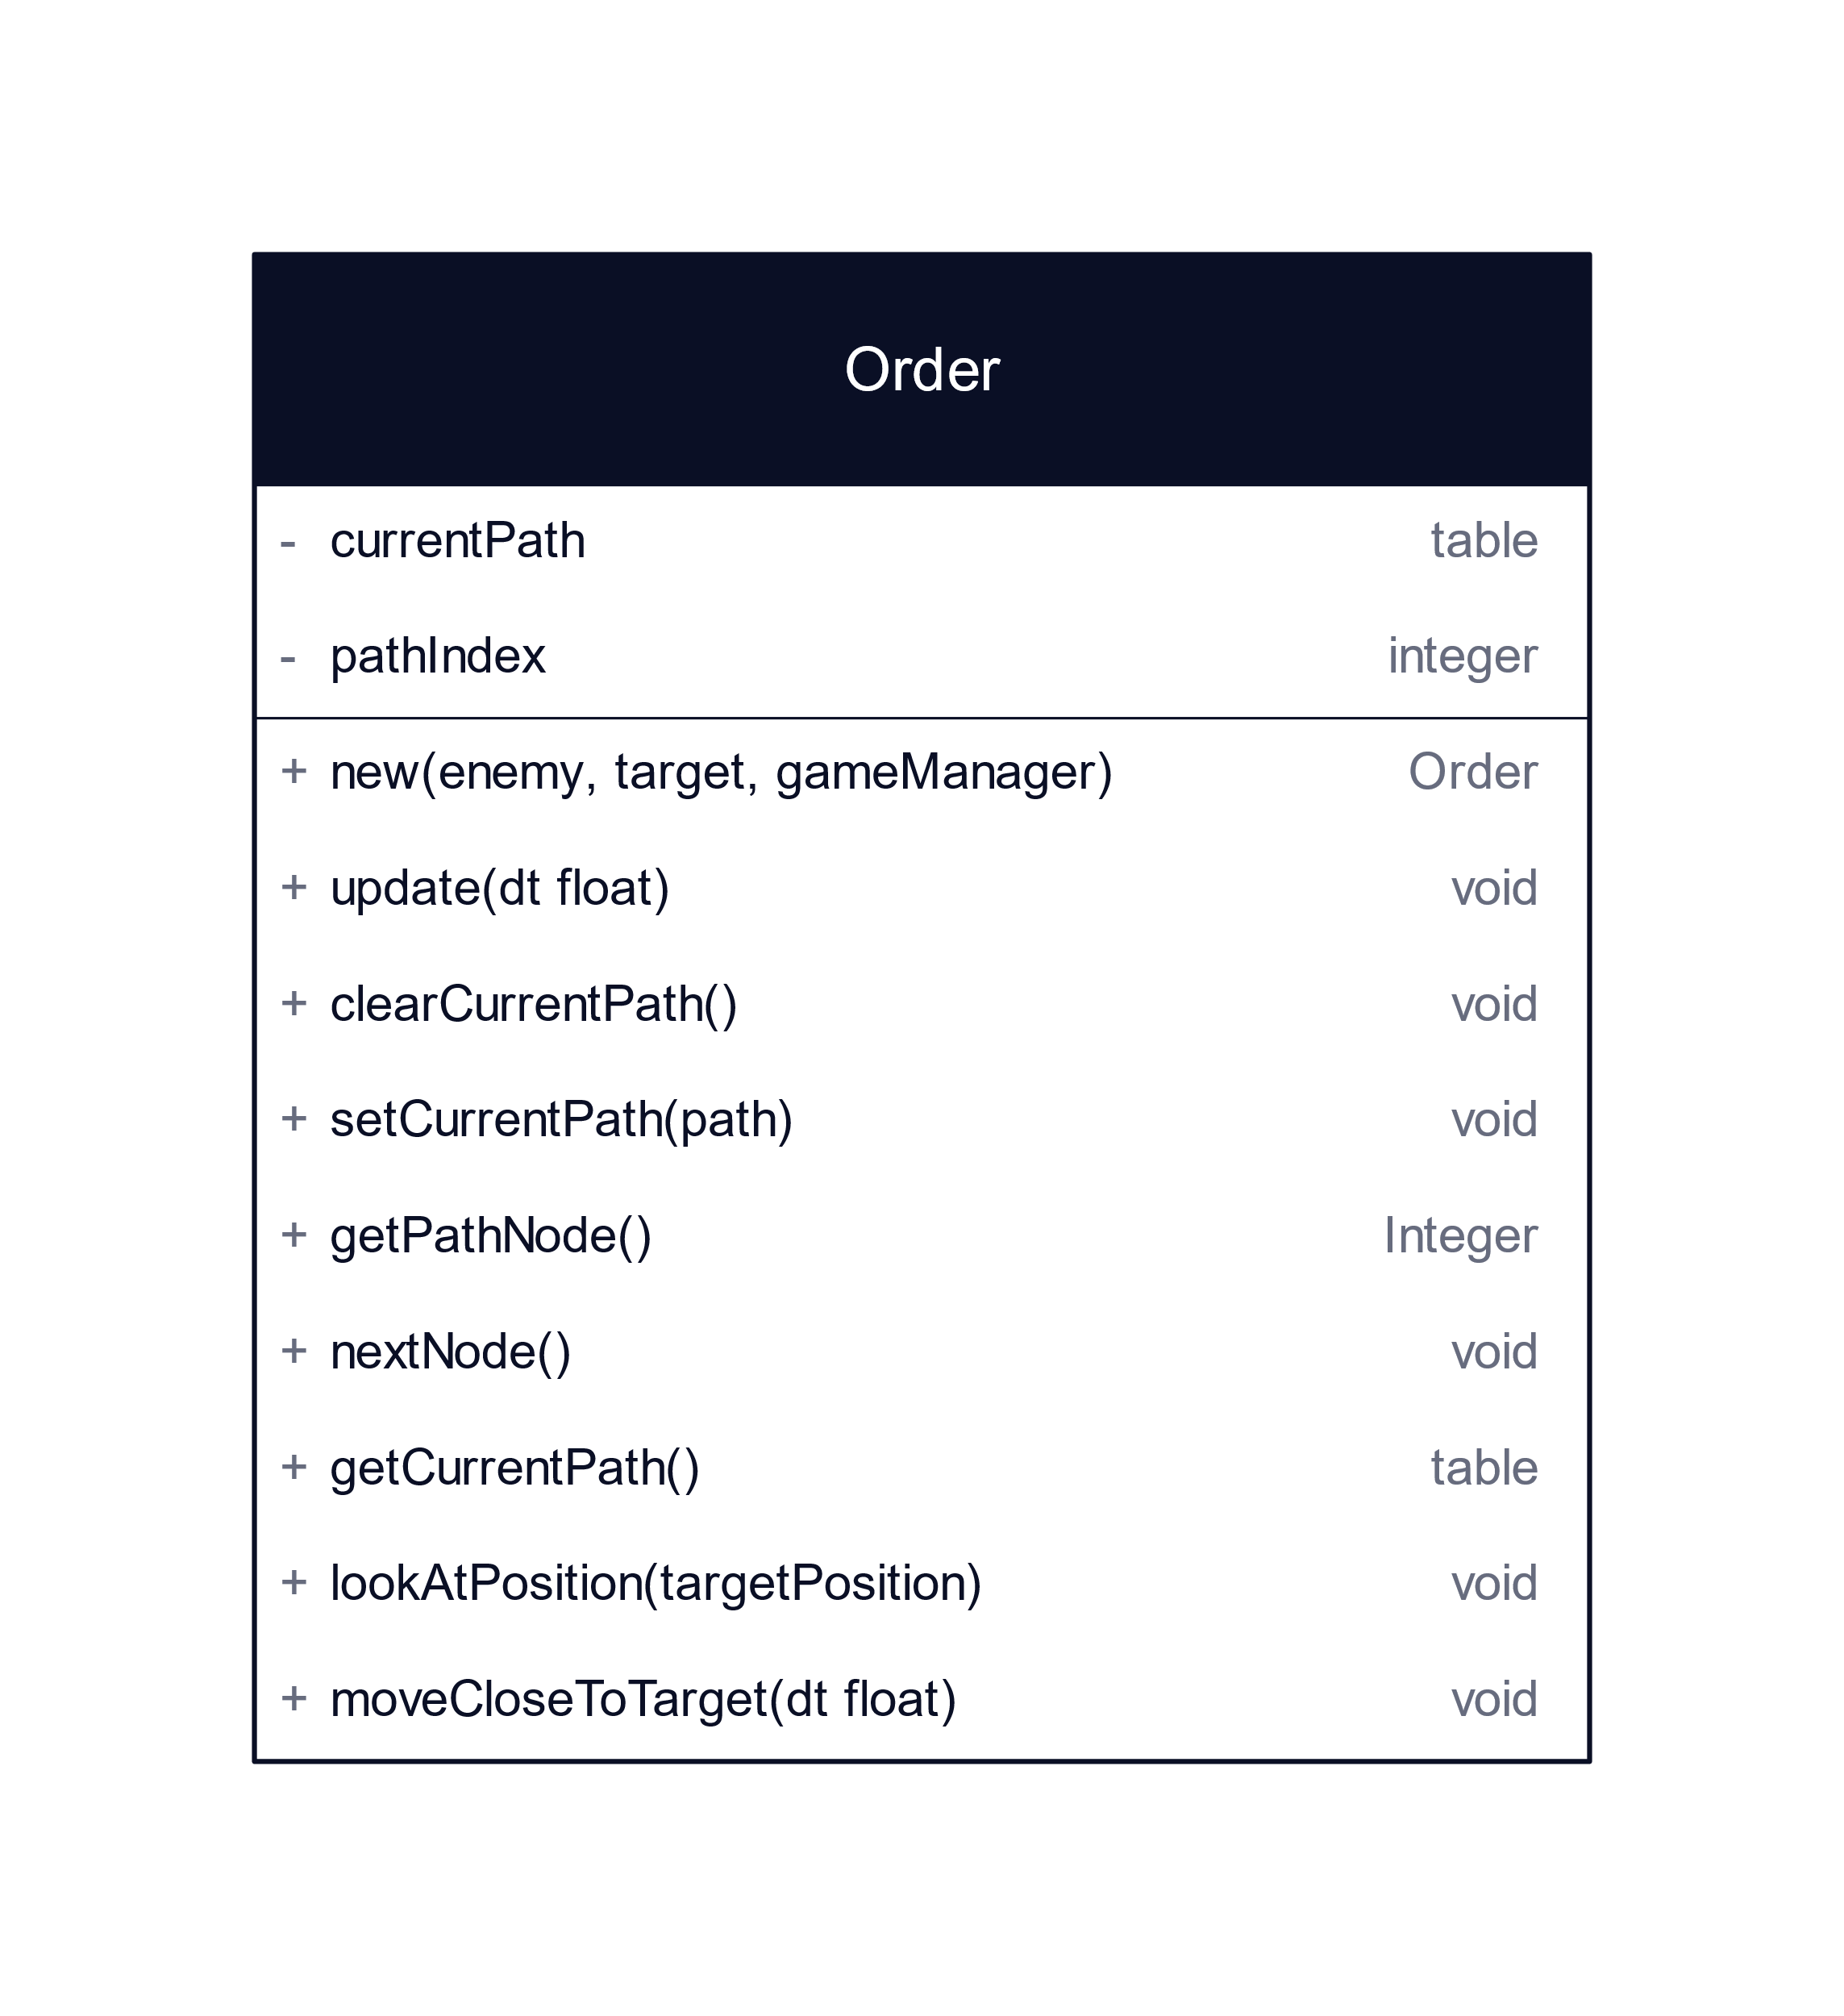 Order
- currentPath table
- pathIndex integer
+ new(enemy, target, gameManager) Order
+ update(dt float) void
+ clearCurrentPath() void
+ setCurrentPath(path) void
+ getPathNode() Integer
+ nextNode() void
+ getCurrentPath() table
+ lookAtPosition(targetPosition) void
+ moveCloseToTarget(dt float) void